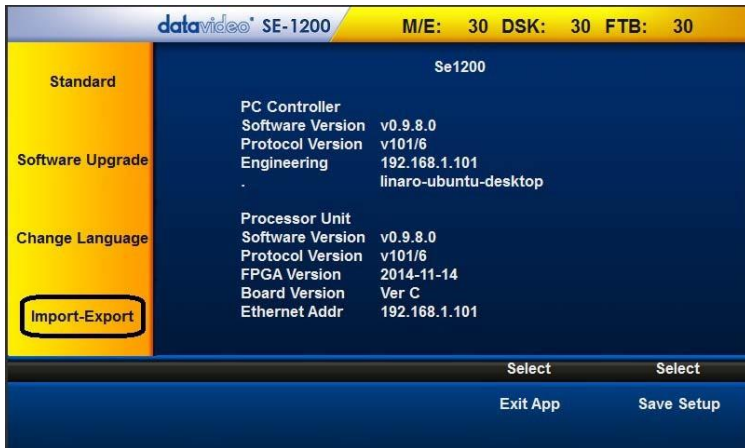 datavideo SE-1200 M/E: 30 DSK: 30 FTB: 30
Standard
Software Upgrade
Change Language
Import-Export
Se1200
PC Controller
Software Version v0.9.8.0
Protocol Version v101/6
Engineering 192.168.1.101
. linaro-ubuntu-desktop
Processor Unit
Software Version v0.9.8.0
Protocol Version v101/6
FPGA Version 2014-11-14
Board Version Ver C
Ethernet Addr 192.168.1.101
Select Select
Exit App Save Setup